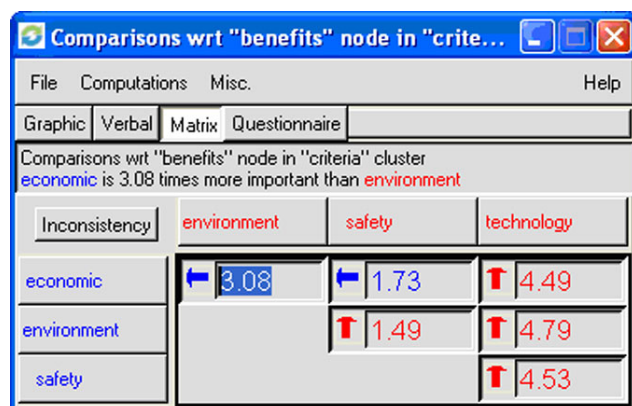 Comparisons wrt "benefits" node in "crite...
File Computations Misc. Help
Graphic Verbal Matrix Questionnaire
Comparisons wrt "benefits" node in "criteria" cluster
economic is 3.08 times more important than environment
Inconsistency environment safety technology
economic 3.08 1.73 4.49
environment 1.49 4.79
safety 4.53